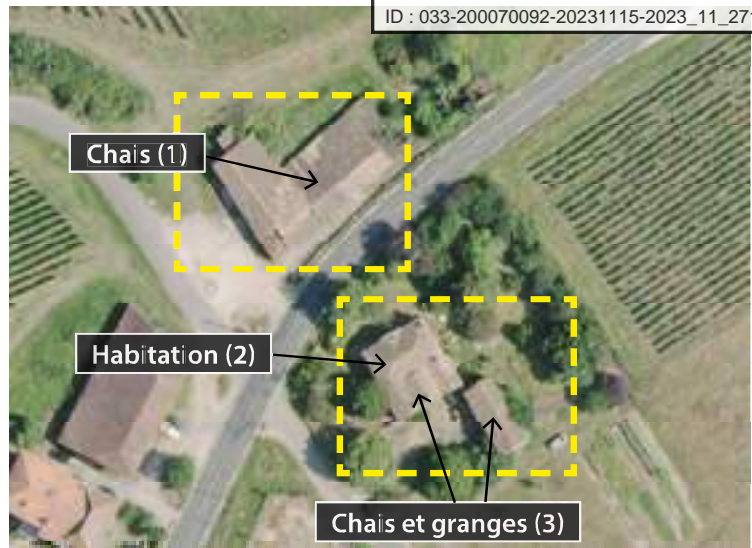 ID : 033-200070092-20231115-2023_11_27
Chais (1)
Habitation (2)
Chais et granges (3)